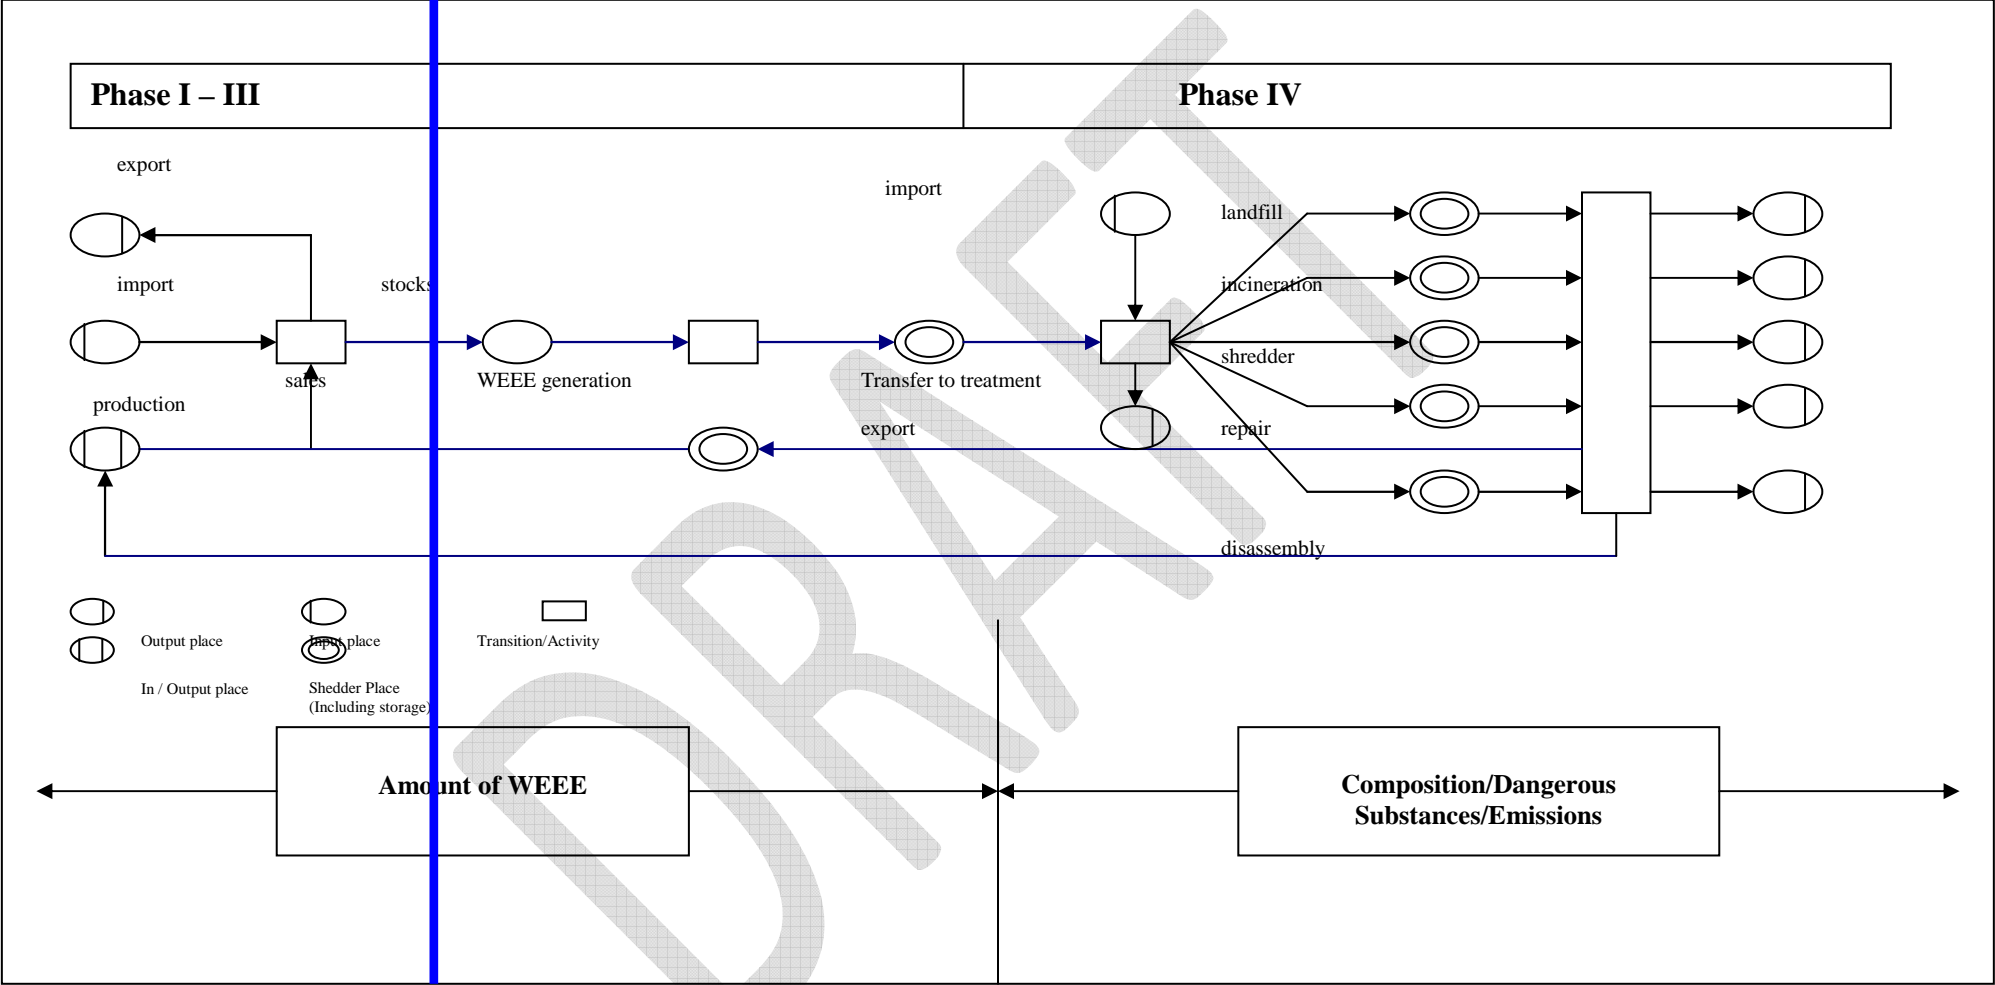 Phase I – III
Phase IV
export
import
landfill
import
stocks
incineration
sales
WEEE generation
Transfer to treatment
shredder
production
export
repair
disassembly
Output place
Input place
Transition/Activity
In / Output place
Shedder Place
(Including storage)
Amount of WEEE
Composition/Dangerous
Substances/Emissions
DRAFT